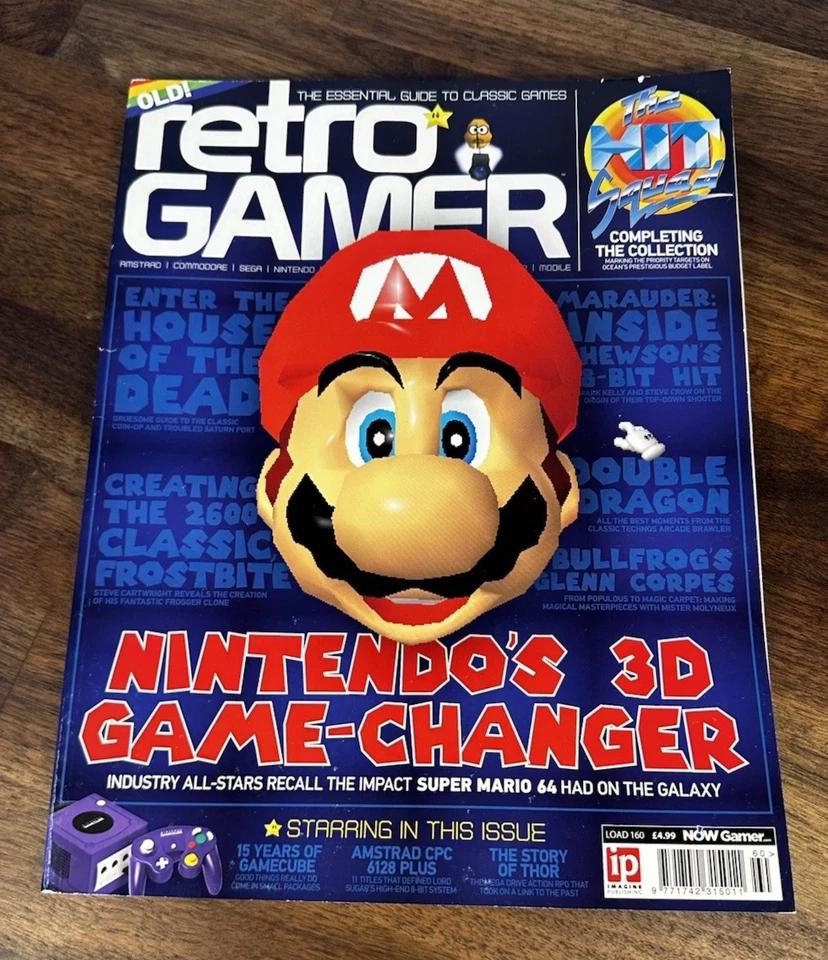 OLD!
THE ESSENTIAL GUIDE TO CLASSIC GAMES
retro
GAMER
AMSTRAD | COMMODORE | SEGA | NINTENDO
| MOBILE
The
HIT
Squad
COMPLETING
THE COLLECTION
MARKING THE PRIORITY TARGETS ON
OCEAN'S PRESTIGIOUS BUDGET LABEL
M
ENTER THE
HOUSE
OF THE
DEAD
GRUESOME GUIDE TO THE CLASSIC
COIN-OP AND TROUBLED SATURN PORT
MARAUDER:
INSIDE
HEWSON'S
8-BIT HIT
MARK KELLY AND STEVE CROW ON THE
ORIGIN OF THEIR TOP-DOWN SHOOTER
CREATING
THE 2600
CLASSIC
FROSTBITE
STEVE CARTWRIGHT REVEALS THE CREATION
OF HIS FANTASTIC FROGGER CLONE
DOUBLE
DRAGON
ALL THE BEST MOMENTS FROM THE
CLASSIC TECHNOS ARCADE BRAWLER
BULLFROG'S
GLENN CORPES
FROM POPULOUS TO MAGIC CARPET: MAKING
MAGICAL MASTERPIECES WITH MISTER MOLYNEUX
NINTENDO'S 3D
GAME-CHANGER
INDUSTRY ALL-STARS RECALL THE IMPACT SUPER MARIO 64 HAD ON THE GALAXY
STARRING IN THIS ISSUE
15 YEARS OF
GAMECUBE
GOOD THINGS REALLY DO
COME IN SMALL PACKAGES
AMSTRAD CPC
6128 PLUS
11 TITLES THAT DEFINED LORD
SUGAR'S HIGH-END 8-BIT SYSTEM
THE STORY
OF THOR
THE MEGA DRIVE ACTION RPG THAT
TOOK ON A LINK TO THE PAST
LOAD 160 £4.99 NOW Gamer.com
ip
IMAGINE
PUBLISHING
60>
9 771742 315011